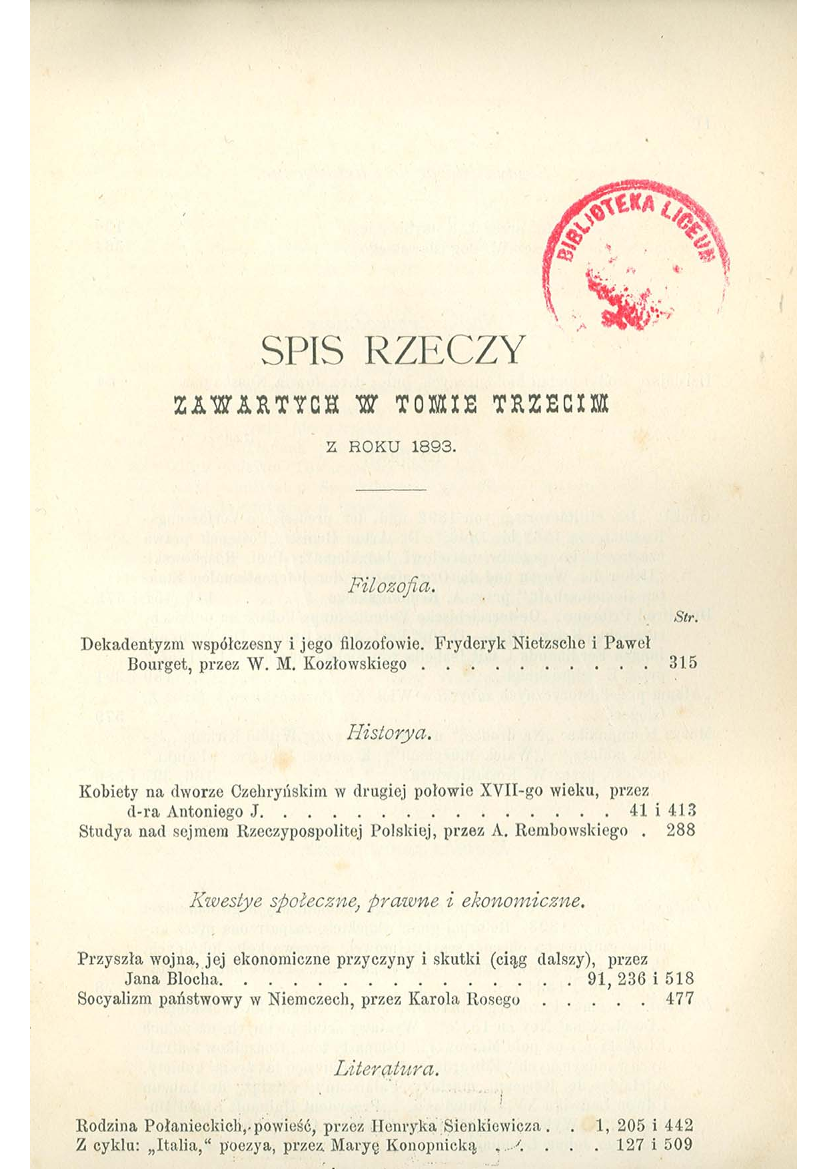 BIBLJOTEKA LICEUM
SPIS RZECZY
ZAWARTYCH W TOMIE TRZECIM
Z ROKU 1893.
Filozofia.
Str.
Dekadentyzm współczesny i jego filozofowie. Fryderyk Nietzsche i Paweł
Bourget, przez W. M. Kozłowskiego . . . . . . . . . . 315
Historya.
Kobiety na dworze Czehryńskim w drugiej połowie XVII-go wieku, przez
d-ra Antoniego J. . . . . . . . . . . . . . . . 41 i 413
Studya nad sejmem Rzeczypospolitej Polskiej, przez A. Rembowskiego . 288
Kwestye społeczne, prawne i ekonomiczne.
Przyszła wojna, jej ekonomiczne przyczyny i skutki (ciąg dalszy), przez
Jana Blocha. . . . . . . . . . . . . . . 91, 236 i 518
Socyalizm państwowy w Niemczech, przez Karola Rosego . . . . . 477
Literatura.
Rodzina Połanieckich, powieść, przez Henryka Sienkiewicza . . 1, 205 i 442
Z cyklu: „Italia,“ poezya, przez Maryę Konopnicką . . . . . 127 i 509